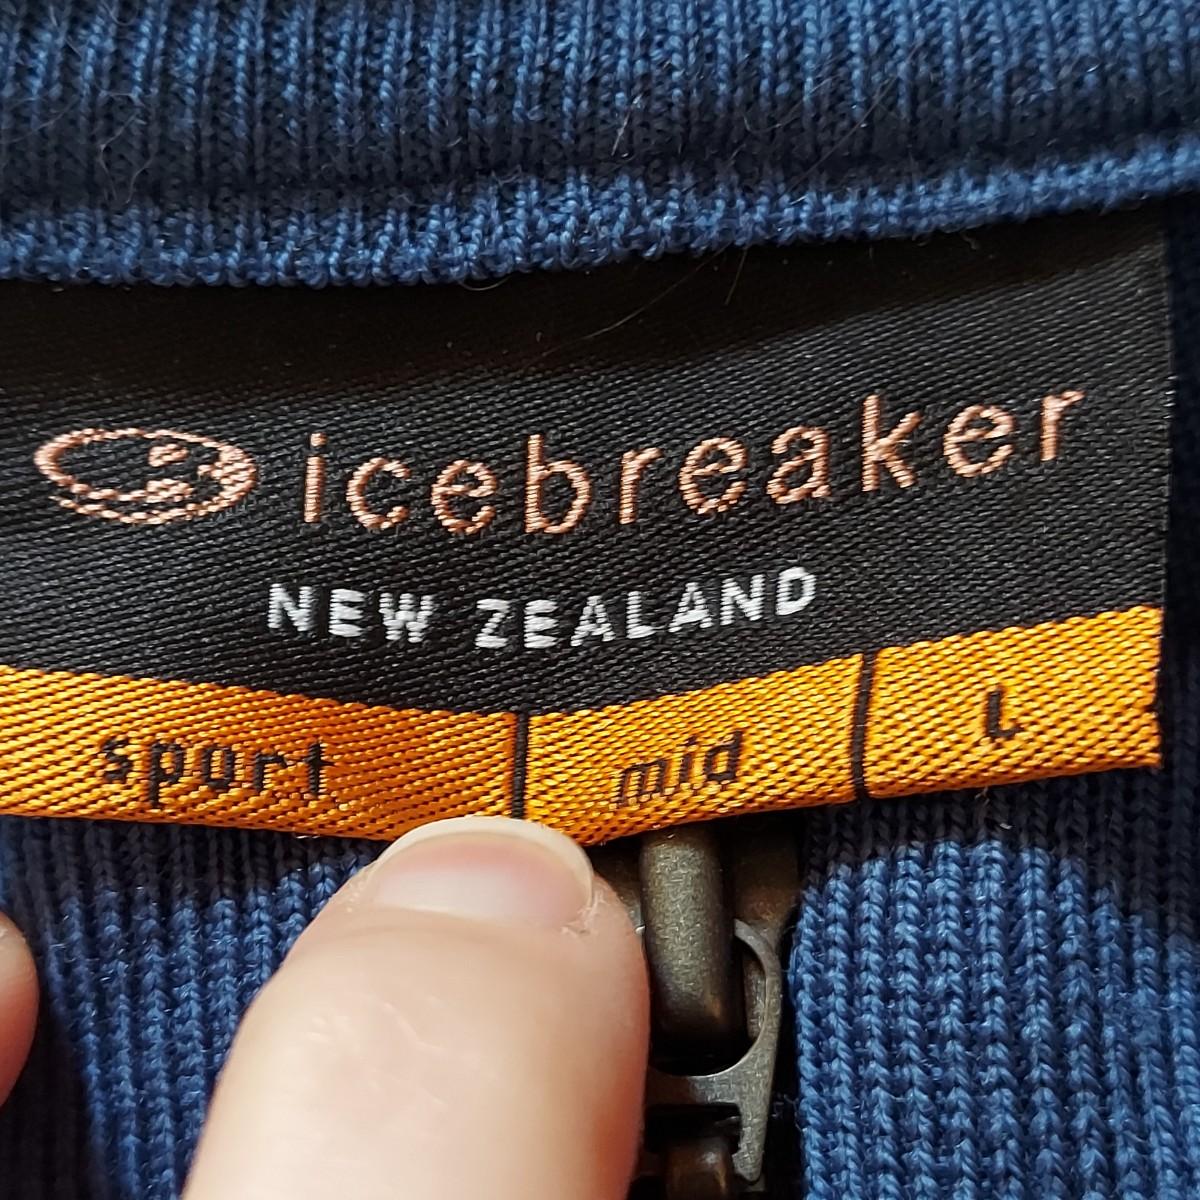 icebreaker
NEW ZEALAND
sport mid L